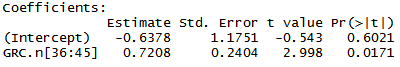 Coefficients:
Estimate Std. Error t value Pr(>|t|)
(Intercept) -0.6378 1.1751 -0.543 0.6021
GRC.n[36:45] 0.7208 0.2404 2.998 0.0171